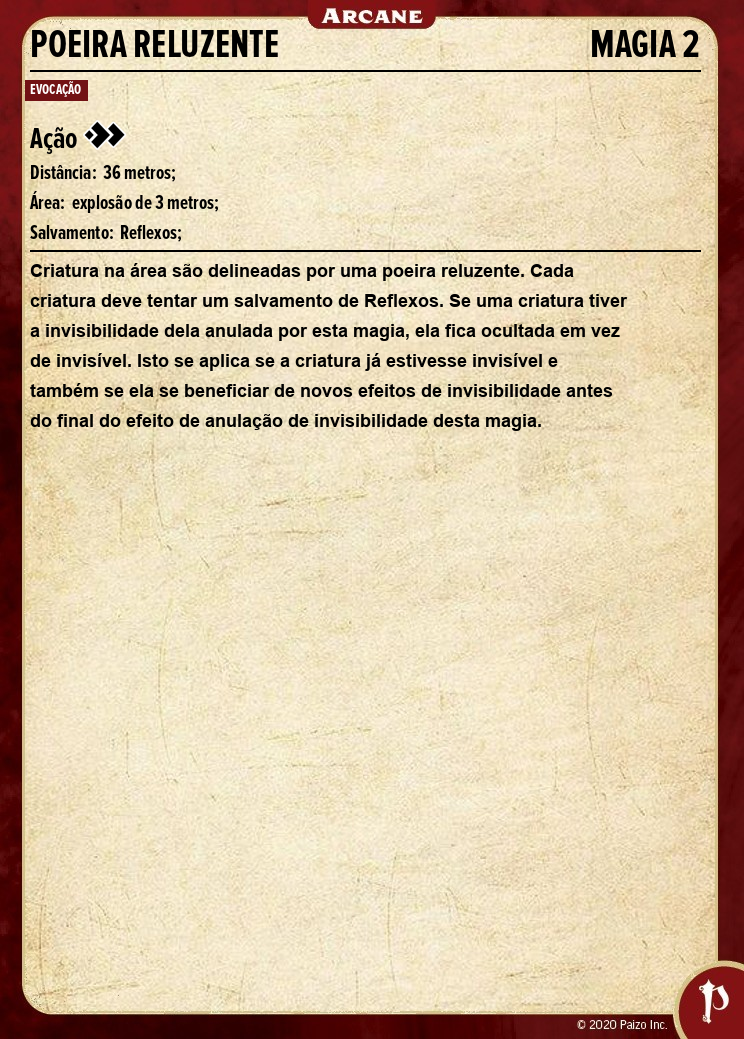 ARCANE
POEIRA RELUZENTE MAGIA 2
EVOCAÇÃO
Ação
Distância: 36 metros;
Área: explosão de 3 metros;
Salvamento: Reflexos;
Criatura na área são delineadas por uma poeira reluzente. Cada
criatura deve tentar um salvamento de Reflexos. Se uma criatura tiver
a invisibilidade dela anulada por esta magia, ela fica ocultada em vez
de invisível. Isto se aplica se a criatura já estivesse invisível e
também se ela se beneficiar de novos efeitos de invisibilidade antes
do final do efeito de anulação de invisibilidade desta magia.
© 2020 Paizo Inc.
P